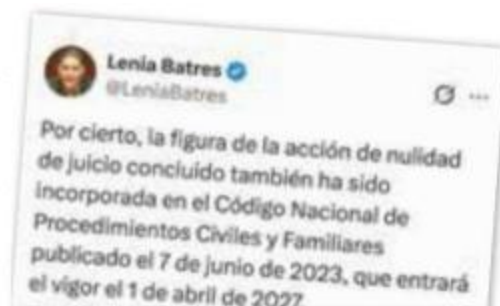 Lenia Batres
@LeniaBatres
Por cierto, la figura de la acción de nulidad
de juicio concluido también ha sido
incorporada en el Código Nacional de
Procedimientos Civiles y Familiares
publicado el 7 de junio de 2023, que entrará
el vigor el 1 de abril de 2027